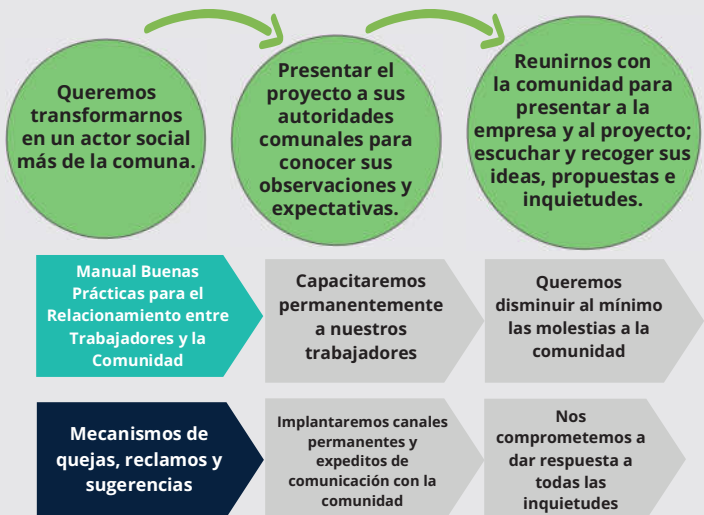 Queremos
transformarnos
en un actor social
más de la comuna.
Presentar el
proyecto a sus
autoridades
comunales para
conocer sus
observaciones y
expectativas.
Reunirnos con
la comunidad para
presentar a la
empresa y al proyecto;
escuchar y recoger sus
ideas, propuestas e
inquietudes.
Manual Buenas
Prácticas para el
Relacionamiento entre
Trabajadores y la
Comunidad
Capacitaremos
permanentemente
a nuestros
trabajadores
Queremos
disminuir al mínimo
las molestias a la
comunidad
Mecanismos de
quejas, reclamos y
sugerencias
Implantaremos canales
permanentes y
expeditos de
comunicación con la
comunidad
Nos
comprometemos a
dar respuesta a
todas las
inquietudes